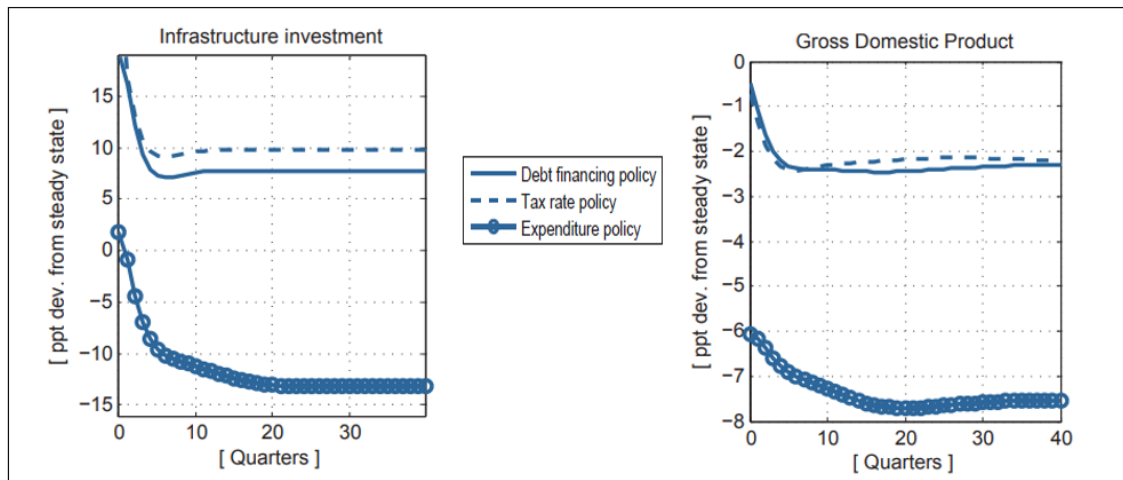 Infrastructure investment
[ ppt dev. from steady state ]
15
10
5
0
−5
−10
−15
0 10 20 30
[ Quarters ]
Debt financing policy
Tax rate policy
Expenditure policy
Gross Domestic Product
[ ppt dev. from steady state ]
0
−1
−2
−3
−4
−5
−6
−7
−8
0 10 20 30 40
[ Quarters ]